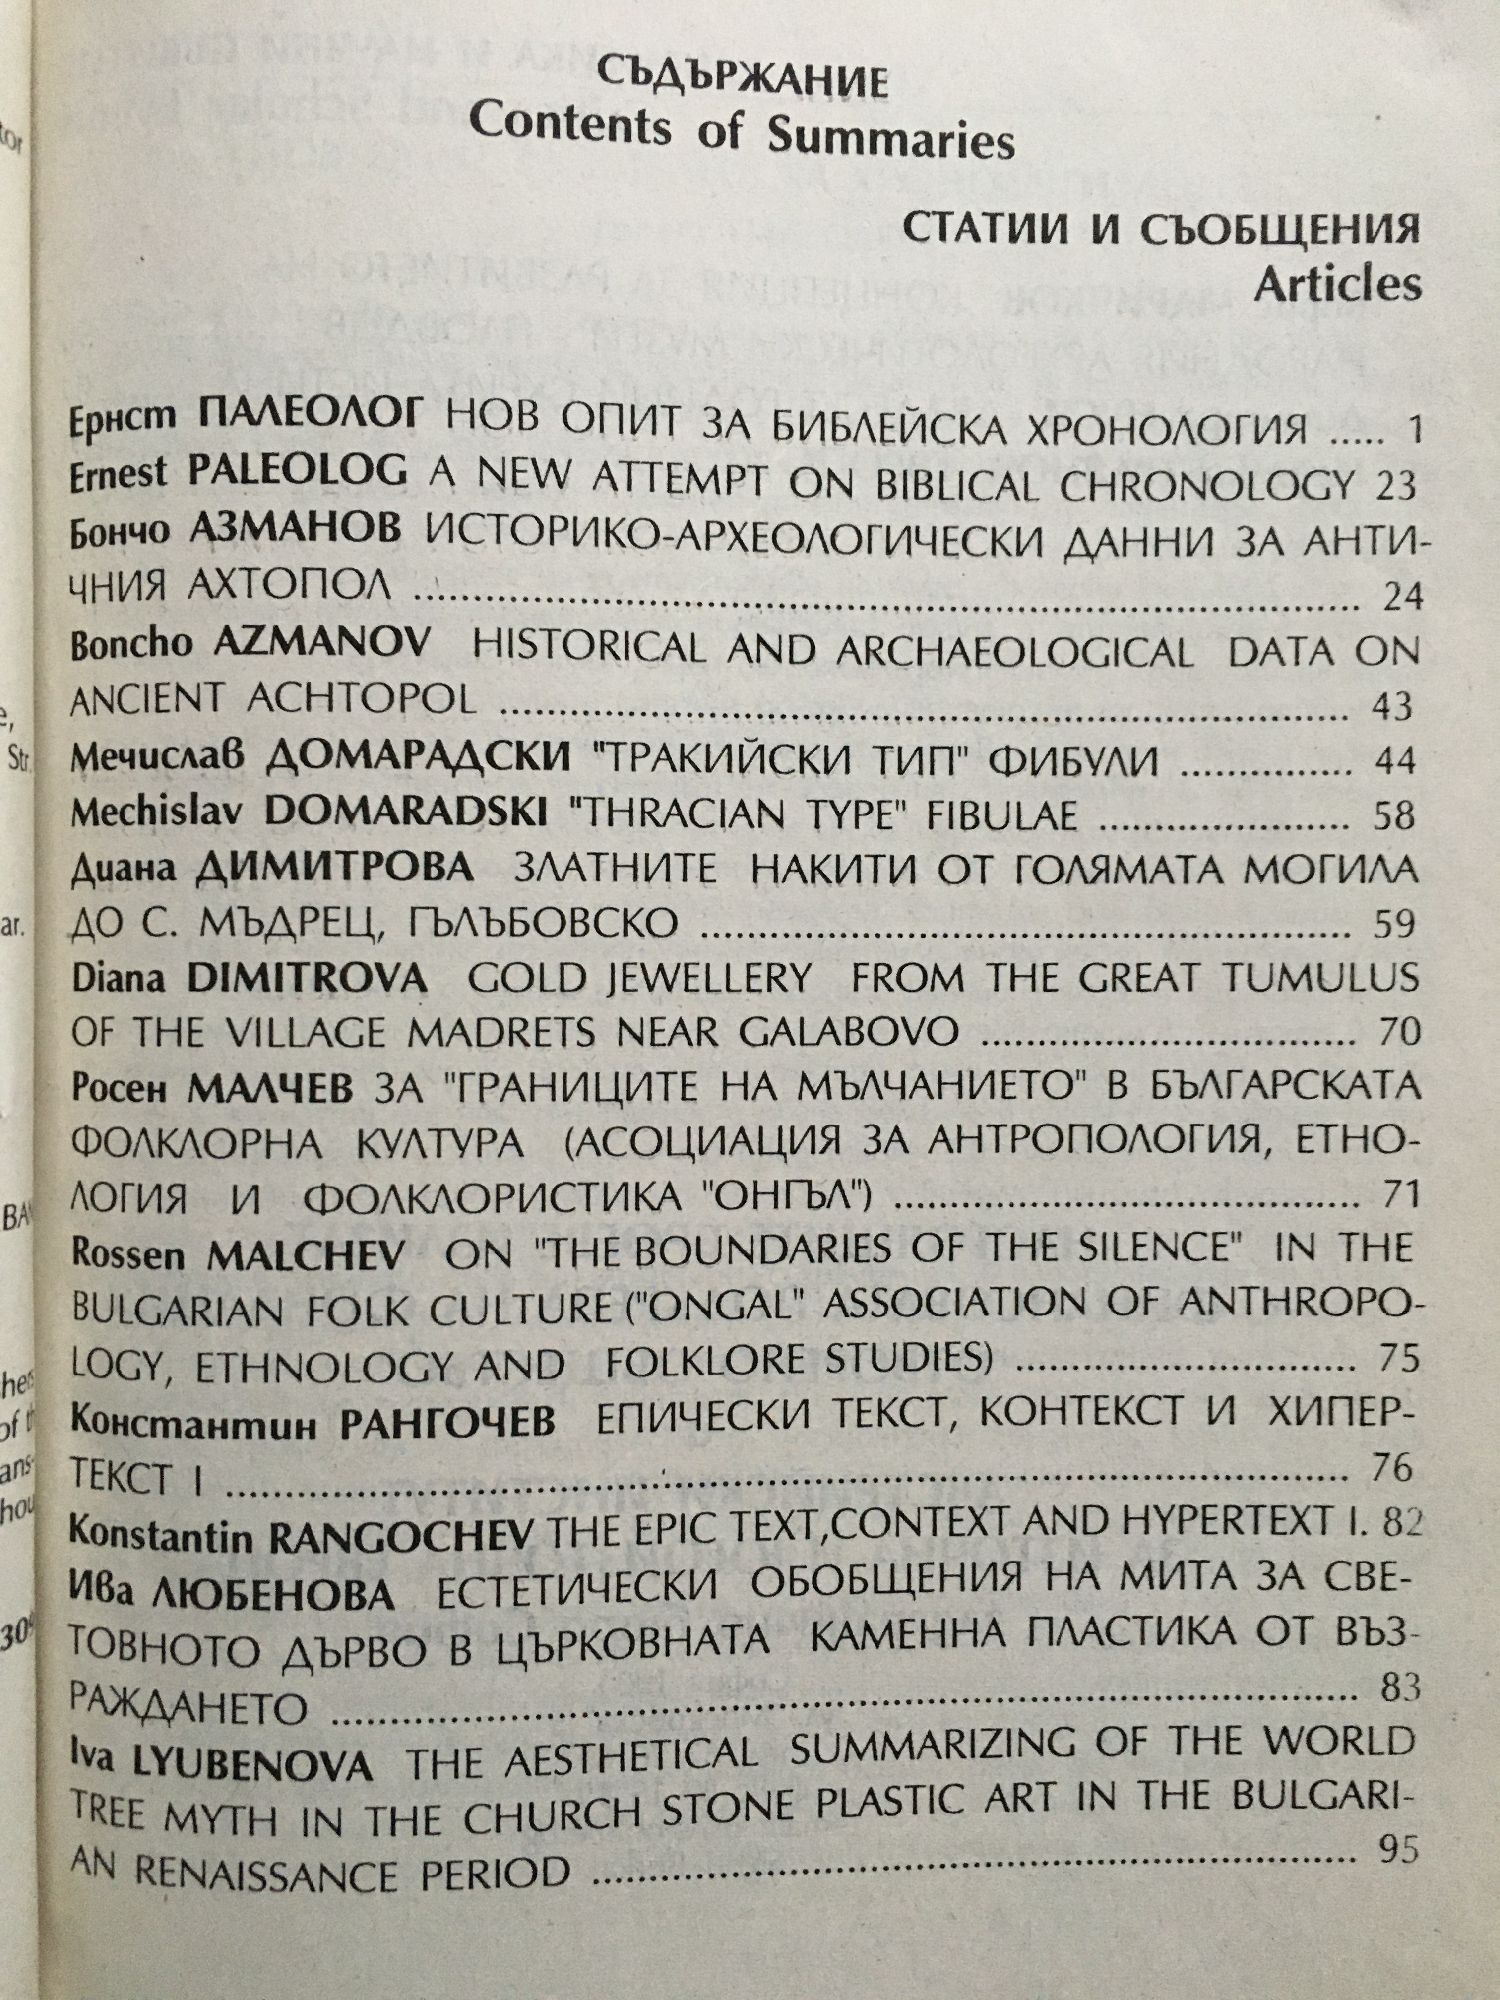 СЪДЪРЖАНИЕ
Contents of Summaries
СТАТИИ И СЪОБЩЕНИЯ
Articles
Ернст ПАЛЕОЛОГ НОВ ОПИТ ЗА БИБЛЕЙСКА ХРОНОЛОГИЯ ..... 1
Ernest PALEOLOG A NEW ATTEMPT ON BIBLICAL CHRONOLOGY 23
Бончо АЗМАНОВ ИСТОРИКО-АРХЕОЛОГИЧЕСКИ ДАННИ ЗА АНТИ-
ЧНИЯ АХТОПОЛ .......... 24
Boncho AZMANOV HISTORICAL AND ARCHAEOLOGICAL DATA ON
ANCIENT ACHTOPOL .......... 43
Мечислав ДОМАРАДСКИ "ТРАКИЙСКИ ТИП" ФИБУЛИ .......... 44
Mechislav DOMARADSKI "THRACIAN TYPE" FIBULAE .......... 58
Диана ДИМИТРОВА ЗЛАТНИТЕ НАКИТИ ОТ ГОЛЯМАТА МОГИЛА
ДО С. МЪДРЕЦ, ГЪЛЪБОВСКО .......... 59
Diana DIMITROVA GOLD JEWELLERY FROM THE GREAT TUMULUS
OF THE VILLAGE MADRETS NEAR GALABOVO .......... 70
Росен МАЛЧЕВ ЗА "ГРАНИЦИТЕ НА МЪЛЧАНИЕТО" В БЪЛГАРСКАТА
ФОЛКЛОРНА КУЛТУРА (АСОЦИАЦИЯ ЗА АНТРОПОЛОГИЯ, ЕТНО-
ЛОГИЯ И ФОЛКЛОРИСТИКА "ОНГЪЛ") .......... 71
Rossen MALCHEV ON "THE BOUNDARIES OF THE SILENCE" IN THE
BULGARIAN FOLK CULTURE ("ONGAL" ASSOCIATION OF ANTHROPO-
LOGY, ETHNOLOGY AND FOLKLORE STUDIES) .......... 75
Константин РАНГОЧЕВ ЕПИЧЕСКИ ТЕКСТ, КОНТЕКСТ И ХИПЕР-
ТЕКСТ I .......... 76
Konstantin RANGOCHEV THE EPIC TEXT,CONTEXT AND HYPERTEXT I. 82
Ива ЛЮБЕНОВА ЕСТЕТИЧЕСКИ ОБОБЩЕНИЯ НА МИТА ЗА СВЕ-
ТОВНОТО ДЪРВО В ЦЪРКОВНАТА КАМЕННА ПЛАСТИКА ОТ ВЪЗ-
РАЖДАНЕТО .......... 83
Iva LYUBENOVA THE AESTHETICAL SUMMARIZING OF THE WORLD
TREE MYTH IN THE CHURCH STONE PLASTIC ART IN THE BULGARI-
AN RENAISSANCE PERIOD .......... 95